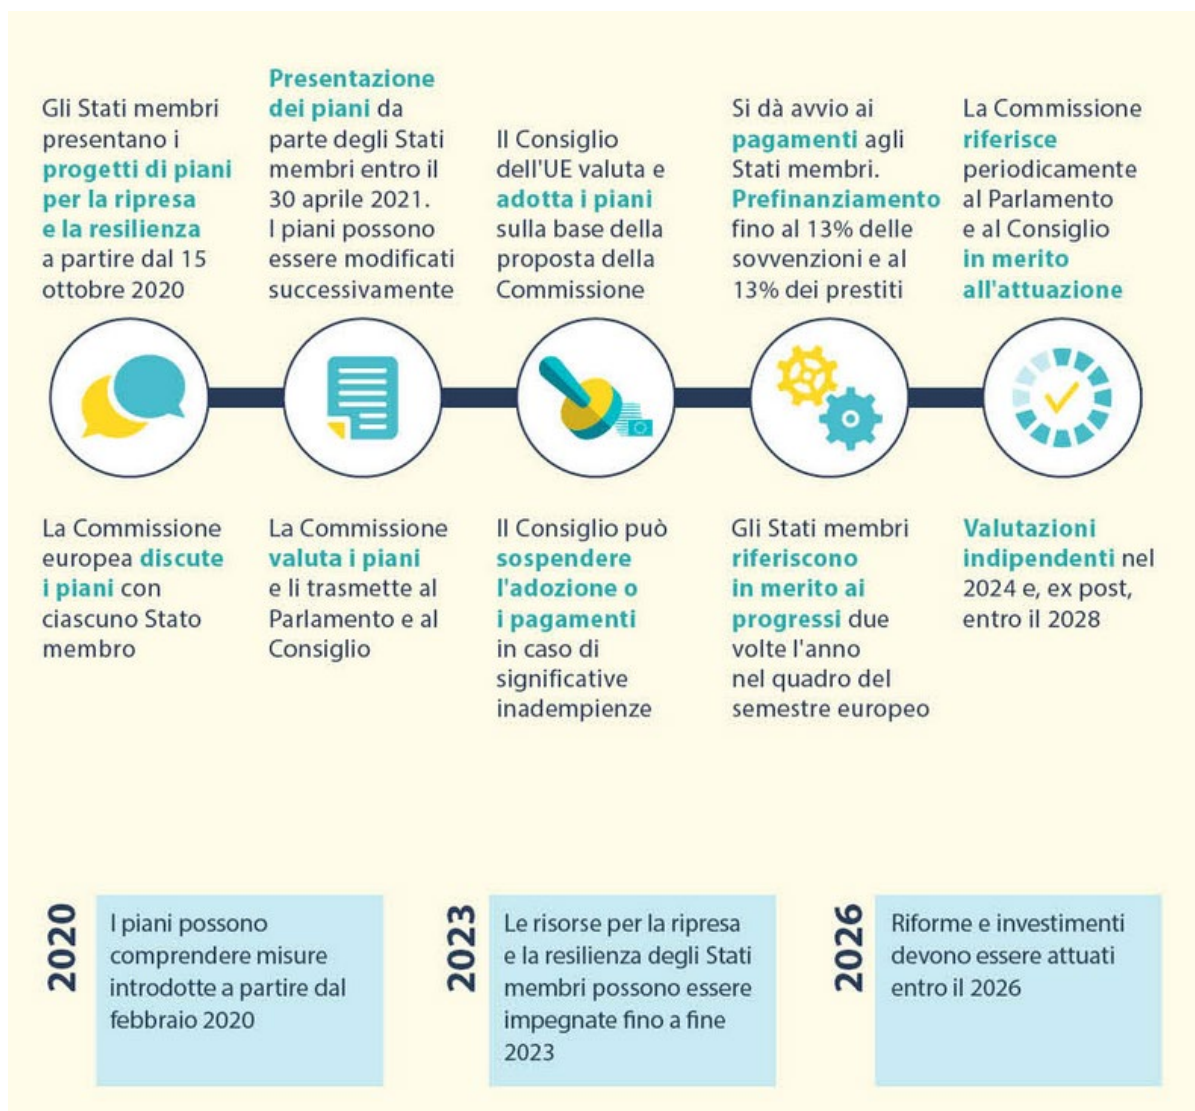 Gli Stati membri
presentano i
progetti di piani
per la ripresa
e la resilienza
a partire dal 15
ottobre 2020
Presentazione
dei piani da
parte degli Stati
membri entro il
30 aprile 2021.
I piani possono
essere modificati
successivamente
Il Consiglio
dell'UE valuta e
adotta i piani
sulla base della
proposta della
Commissione
Si dà avvio ai
pagamenti agli
Stati membri.
Prefinanziamento
fino al 13% delle
sovvenzioni e al
13% dei prestiti
La Commissione
riferisce
periodicamente
al Parlamento
e al Consiglio
in merito
all'attuazione
La Commissione
europea discute
i piani con
ciascuno Stato
membro
La Commissione
valuta i piani
e li trasmette al
Parlamento e al
Consiglio
Il Consiglio può
sospendere
l'adozione o
i pagamenti
in caso di
significative
inadempienze
Gli Stati membri
riferiscono
in merito ai
progressi due
volte l'anno
nel quadro del
semestre europeo
Valutazioni
indipendenti nel
2024 e, ex post,
entro il 2028
2020
I piani possono
comprendere misure
introdotte a partire dal
febbraio 2020
2023
Le risorse per la ripresa
e la resilienza degli Stati
membri possono essere
impegnate fino a fine
2023
2026
Riforme e investimenti
devono essere attuati
entro il 2026